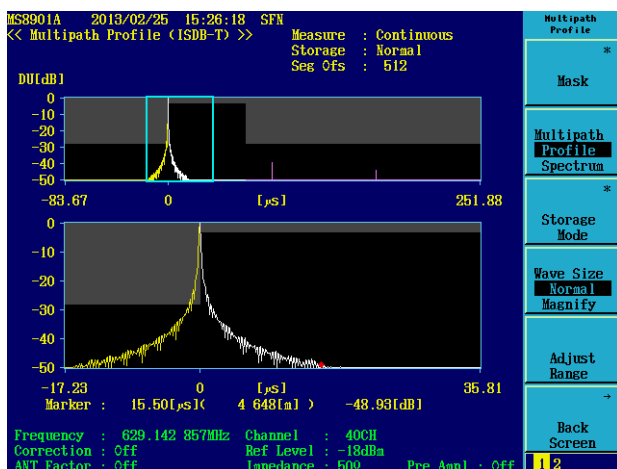 MS8901A 2013/02/25 15:26:18 SFN
<< Multipath Profile (ISDB-T) >> Measure : Continuous
Storage : Normal
Seg Ofs : 512
DU[dB]
0
-10
-20
-30
-40
-50
-83.67 0 [μs] 251.88
0
-10
-20
-30
-40
-50
-17.23 0 [μs] 35.81
Marker : 15.50[μs]( 4 648[m] ) -48.93[dB]
Frequency : 629.142 857MHz Channel : 40CH
Correction : Off Ref Level : -18dBm
ANT Factor : Off Impedance : 50Ω Pre Ampl : Off
Multipath
Profile
*
Mask
Multipath
Profile
Spectrum
*
Storage
Mode
Wave Size
Normal
Magnify
Adjust
Range
→
Back
Screen
1 2